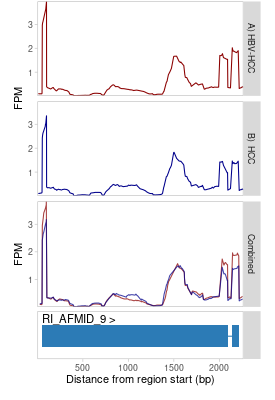 3
2
1
FPM
A) HBV-HCC
3
2
1
B) HCC
3
2
1
FPM
Combined
RI_AFMID_9 >
500 1000 1500 2000
Distance from region start (bp)